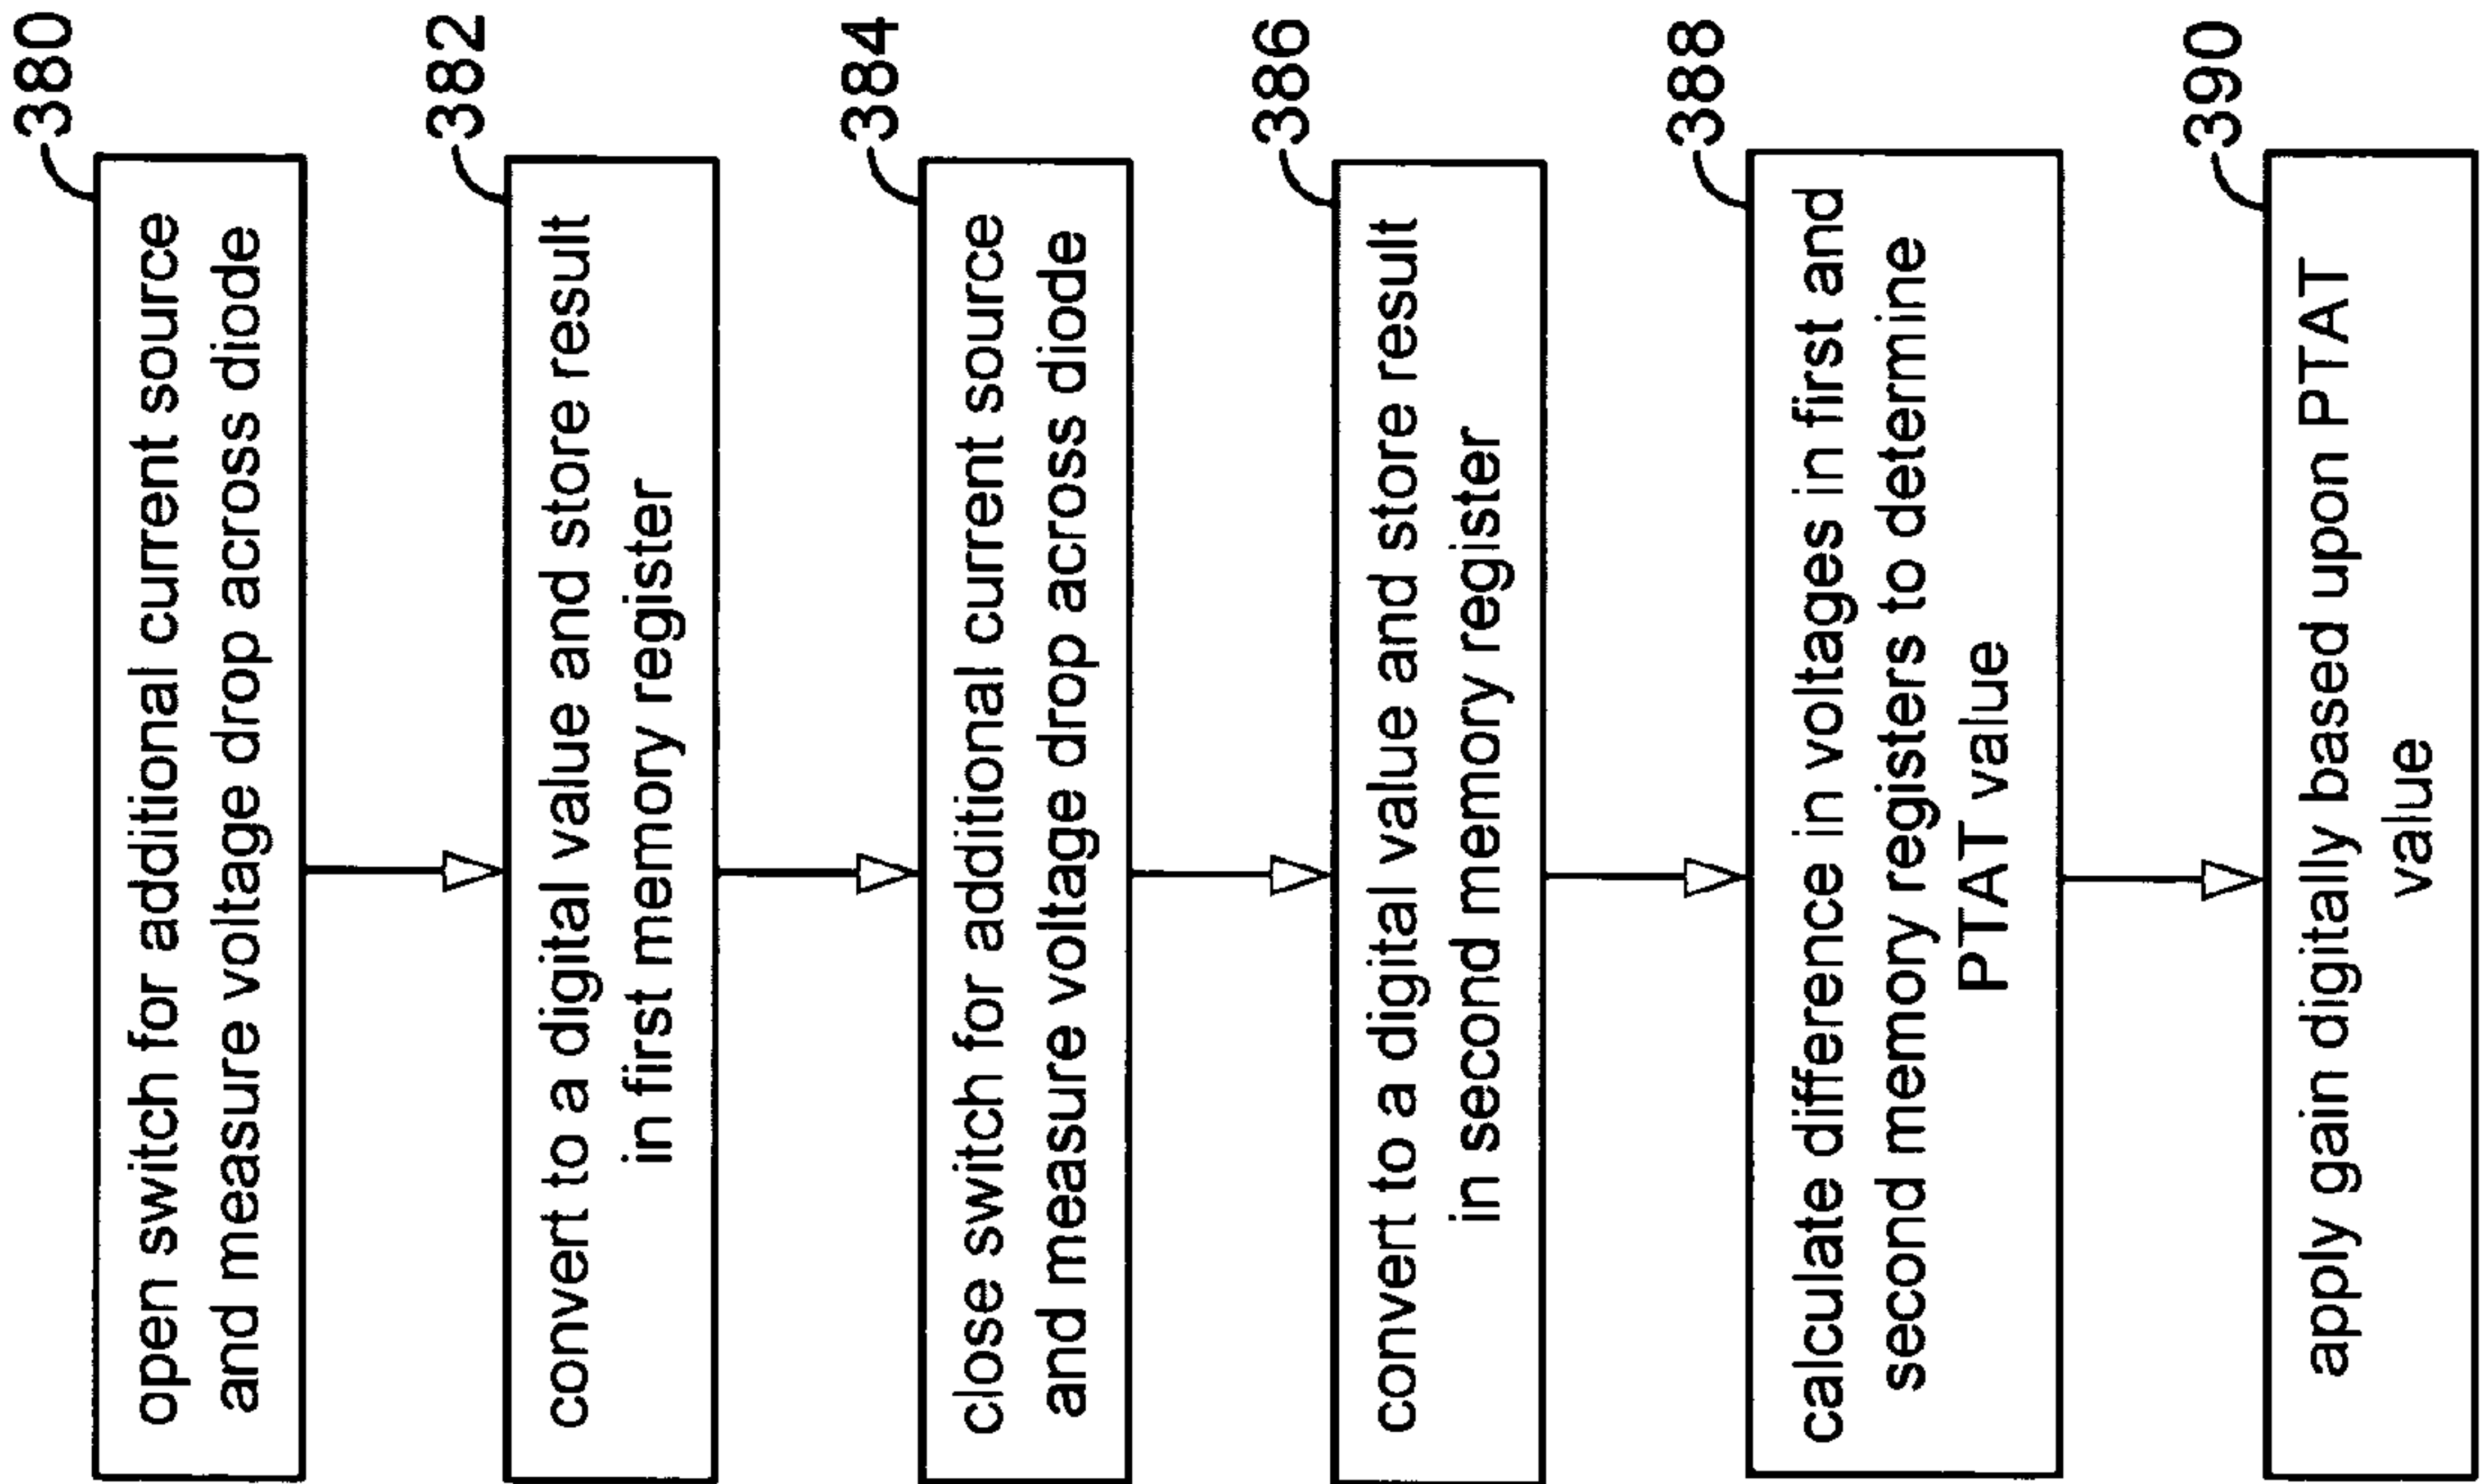 380
open switch for additional current source
and measure voltage drop across diode
382
convert to a digital value and store result
in first memory register
384
close switch for additional current source
and measure voltage drop across diode
386
convert to a digital value and store result
in second memory register
388
calculate difference in voltages in first and
second memory registers to determine
PTAT value
390
apply gain digitally based upon PTAT
value